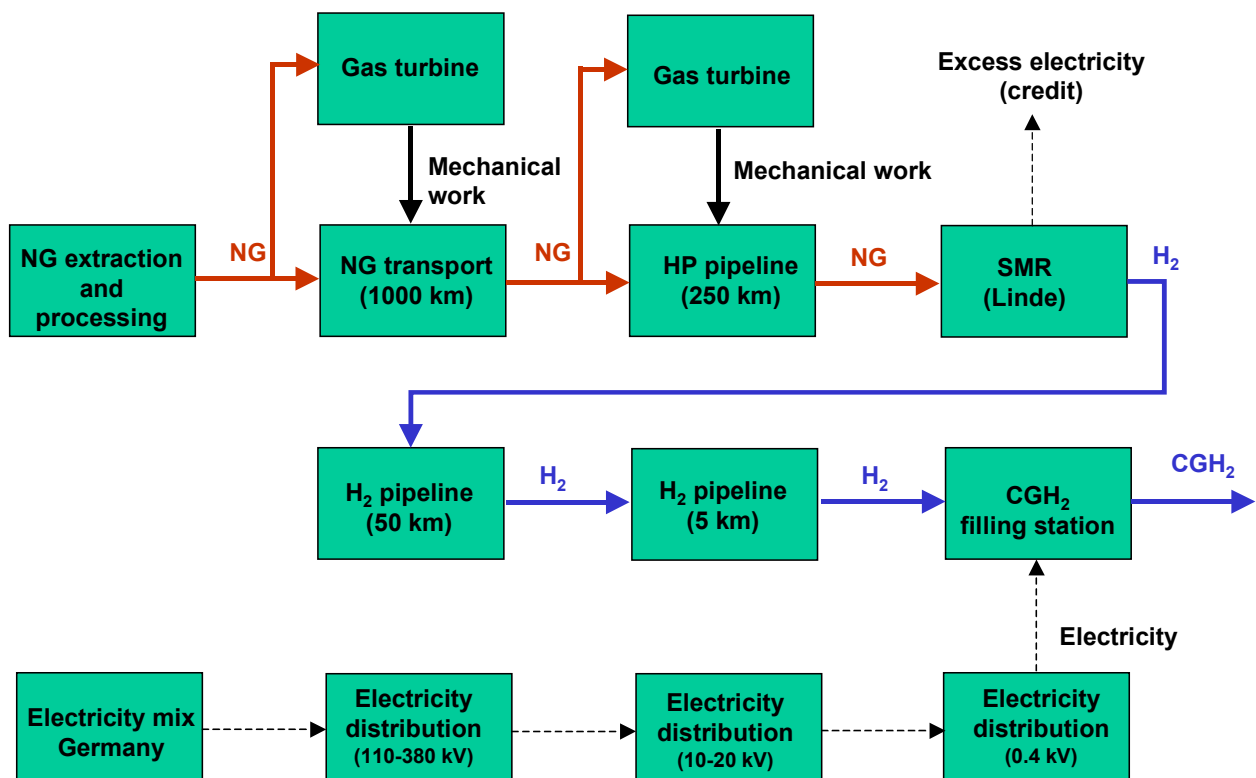 Gas turbine
Gas turbine
Excess electricity
(credit)
Mechanical
work
Mechanical work
NG extraction
and
processing
NG
NG transport
(1000 km)
NG
HP pipeline
(250 km)
NG
SMR
(Linde)
H₂
H₂ pipeline
(50 km)
H₂
H₂ pipeline
(5 km)
H₂
CGH₂
filling station
CGH₂
Electricity
Electricity mix
Germany
Electricity
distribution
(110-380 kV)
Electricity
distribution
(10-20 kV)
Electricity
distribution
(0.4 kV)